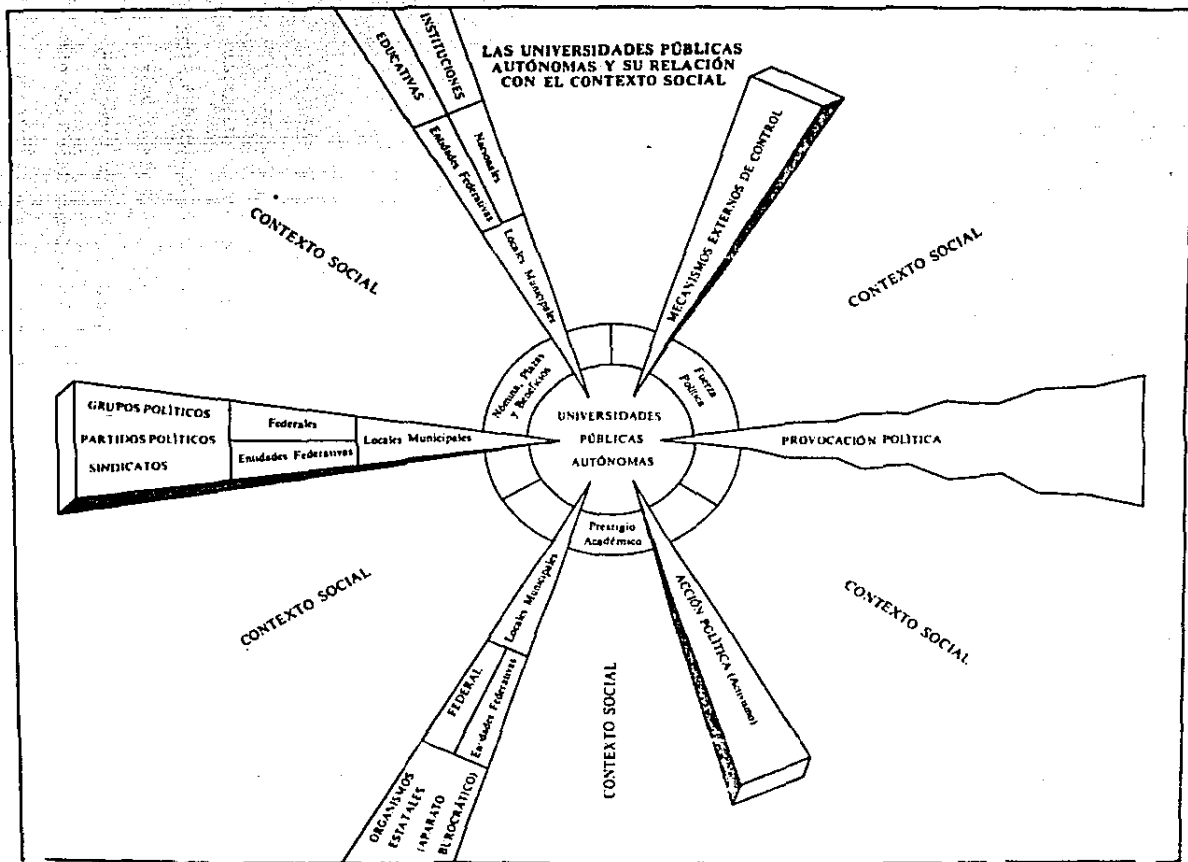 LAS UNIVERSIDADES PÚBLICAS
AUTÓNOMAS Y SU RELACIÓN
CON EL CONTEXTO SOCIAL
INSTITUCIONES
EDUCATIVAS
Nacionales
Entidades Federativas
Locales Municipales
MECANISMOS EXTERNOS DE CONTROL
CONTEXTO SOCIAL
CONTEXTO SOCIAL
Nómina, Plazas
y Beneficios
Fuerza
Política
GRUPOS POLÍTICOS
PARTIDOS POLÍTICOS
SINDICATOS
Federales
Entidades Federativas
Locales Municipales
UNIVERSIDADES
PÚBLICAS
AUTÓNOMAS
PROVOCACIÓN POLÍTICA
Prestigio
Académico
CONTEXTO SOCIAL
CONTEXTO SOCIAL
CONTEXTO SOCIAL
Locales Municipales
FEDERAL
Entidades Federativas
ORGANISMOS
ESTATALES
(APARATO
BUROCRÁTICO)
ACCIÓN POLÍTICA (Activismo)